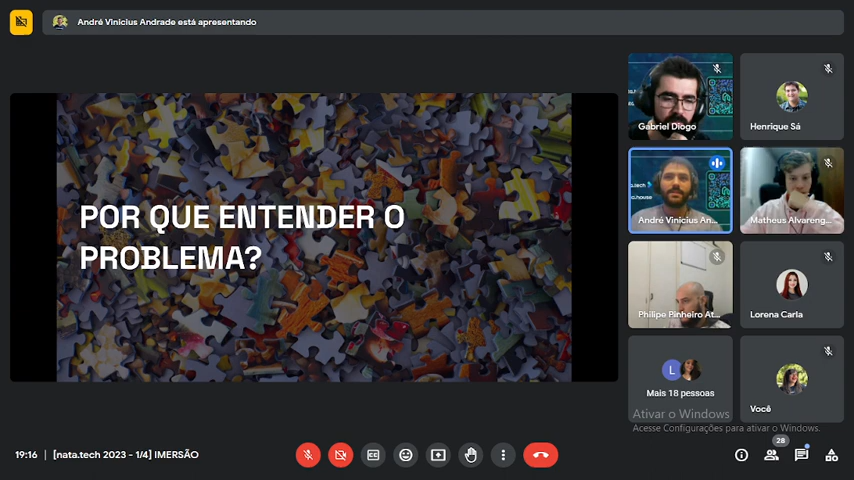 André Vinicius Andrade está apresentando
POR QUE ENTENDER O
PROBLEMA?
Gabriel Diogo
Henrique Sá
André Vinicius An...
Matheus Alvareng...
Philipe Pinheiro At...
Lorena Carla
L
Mais 18 pessoas
Você
Ativar o Windows
Acesse Configurações para ativar o Windows.
28
19:16 | [nata.tech 2023 - 1/4] IMERSÃO